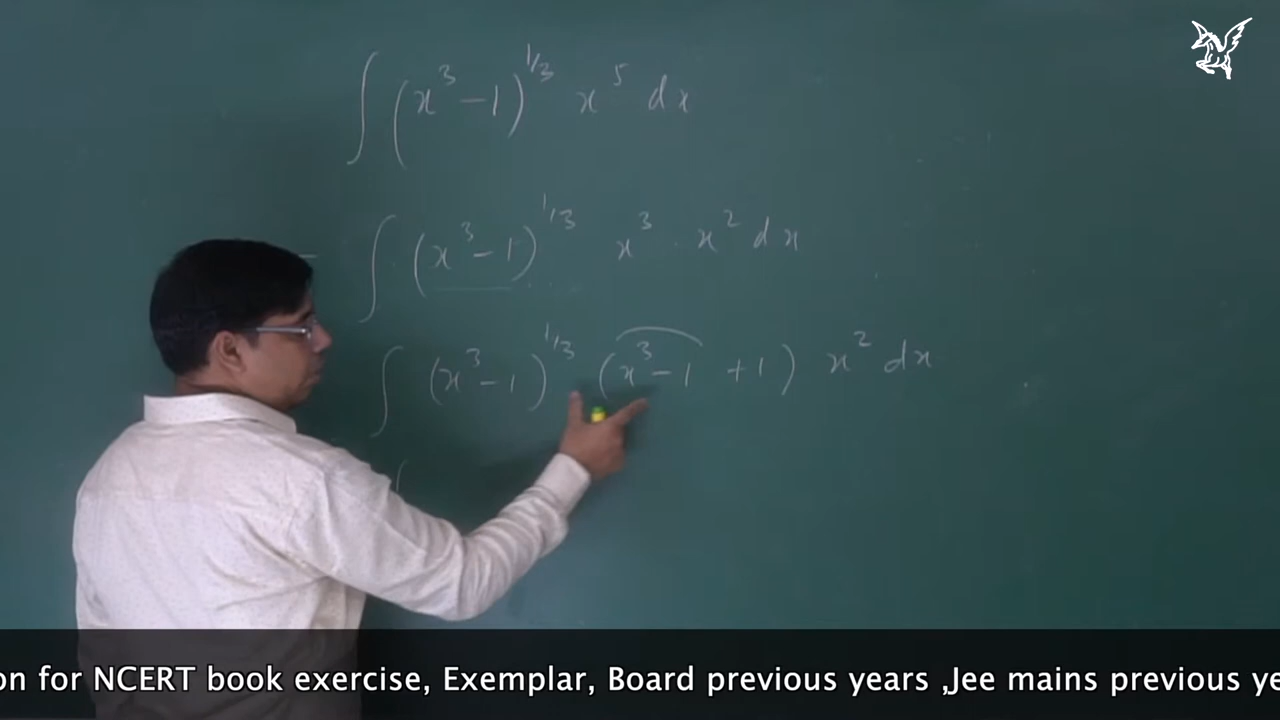 ∫ (x³ – 1)^1/3 x⁵ dx
= ∫ (x³ – 1)^1/3 x³ . x² dx
∫ (x³ – 1)^1/3 (x³ – 1 + 1) x² dx
on for NCERT book exercise, Exemplar, Board previous years ,Jee mains previous ye